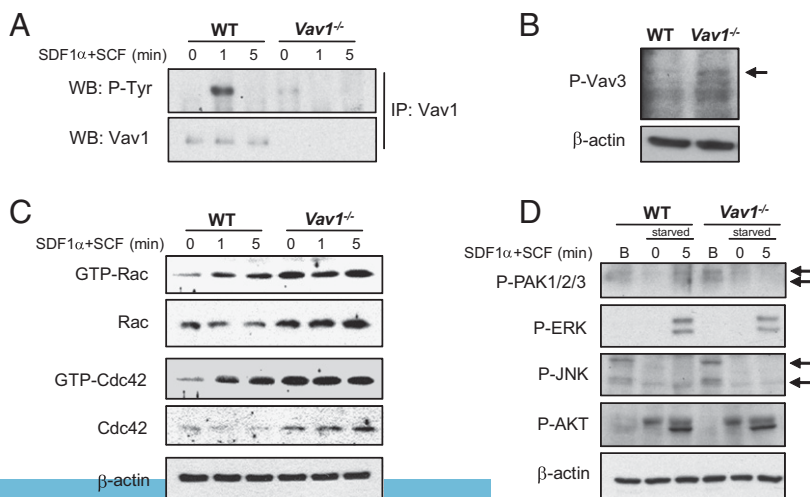 A
WT Vav1-/-
SDF1α+SCF (min) 0 1 5 0 1 5
WB: P-Tyr
WB: Vav1
IP: Vav1
B
WT Vav1-/-
P-Vav3
β-actin
C
WT Vav1-/-
SDF1α+SCF (min) 0 1 5 0 1 5
GTP-Rac
Rac
GTP-Cdc42
Cdc42
β-actin
D
WT Vav1-/-
starved starved
SDF1α+SCF (min) B 0 5 B 0 5
P-PAK1/2/3
P-ERK
P-JNK
P-AKT
β-actin